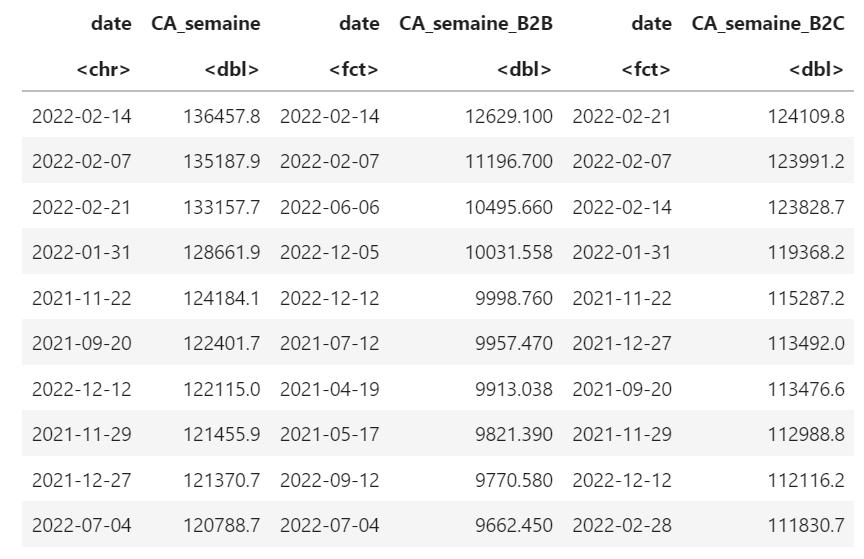 date CA_semaine date CA_semaine_B2B date CA_semaine_B2C
<chr> <dbl> <fct> <dbl> <fct> <dbl>
2022-02-14 136457.8 2022-02-14 12629.100 2022-02-21 124109.8
2022-02-07 135187.9 2022-02-07 11196.700 2022-02-07 123991.2
2022-02-21 133157.7 2022-06-06 10495.660 2022-02-14 123828.7
2022-01-31 128661.9 2022-12-05 10031.558 2022-01-31 119368.2
2021-11-22 124184.1 2022-12-12 9998.760 2021-11-22 115287.2
2021-09-20 122401.7 2021-07-12 9957.470 2021-12-27 113492.0
2022-12-12 122115.0 2021-04-19 9913.038 2021-09-20 113476.6
2021-11-29 121455.9 2021-05-17 9821.390 2021-11-29 112988.8
2021-12-27 121370.7 2022-09-12 9770.580 2022-12-12 112116.2
2022-07-04 120788.7 2022-07-04 9662.450 2022-02-28 111830.7